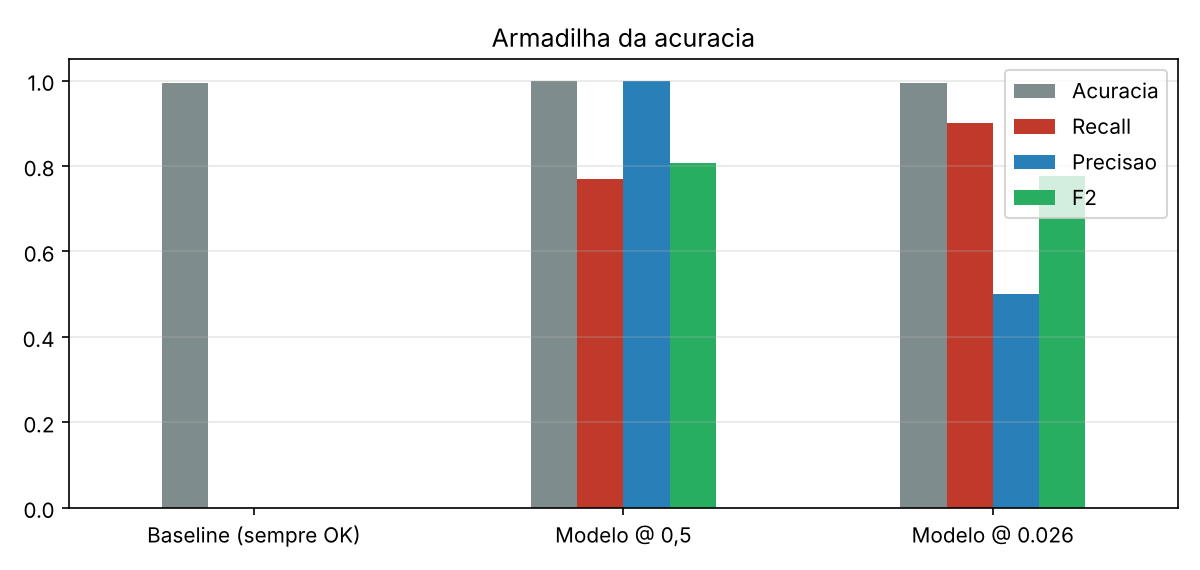 Armadilha da acuracia
1.0
0.8
0.6
0.4
0.2
0.0
Acuracia
Recall
Precisao
F2
Baseline (sempre OK)
Modelo @ 0,5
Modelo @ 0.026